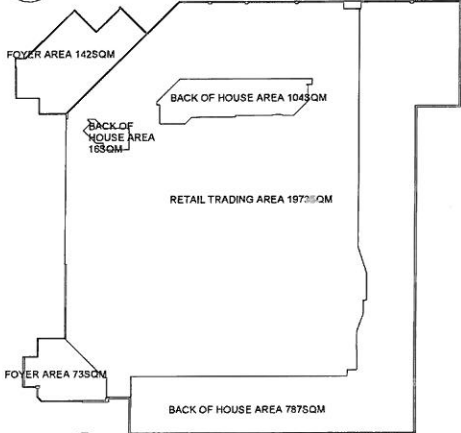 FOYER AREA 142SQM
BACK OF HOUSE AREA 104SQM
BACK OF
HOUSE AREA
16SQM
RETAIL TRADING AREA
FOYER AREA 73SQM
BACK OF HOUSE AREA 787SQM